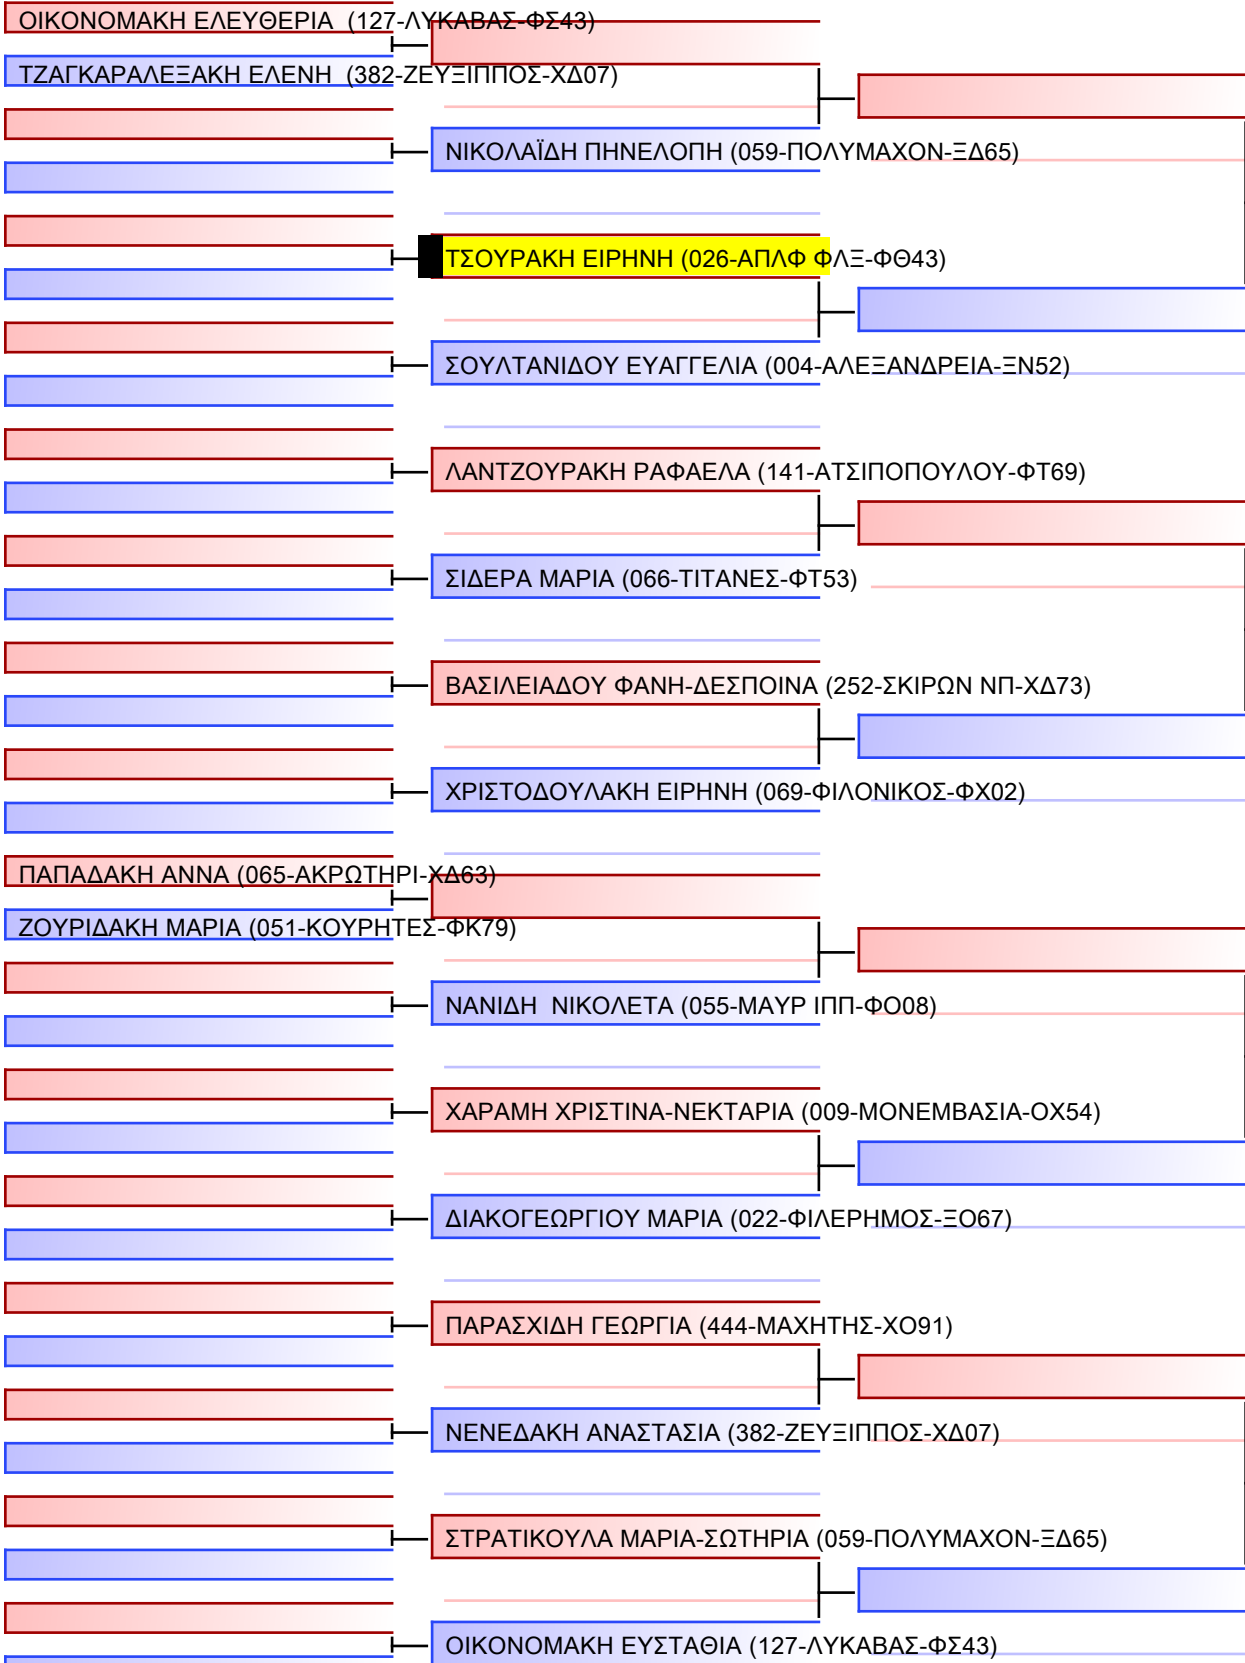 ΟΙΚΟΝΟΜΑΚΗ ΕΛΕΥΘΕΡΙΑ (127-ΛΥΚΑΒΑΣ-ΦΣ43)
ΤΖΑΓΚΑΡΑΛΕΞΑΚΗ ΕΛΕΝΗ (382-ΖΕΥΞΙΠΠΟΣ-ΧΔ07)
ΝΙΚΟΛΑΪΔΗ ΠΗΝΕΛΟΠΗ (059-ΠΟΛΥΜΑΧΟΝ-ΞΔ65)
ΤΣΟΥΡΑΚΗ ΕΙΡΗΝΗ (026-ΑΠΛΦ ΦΛΞ-ΦΘ43)
ΣΟΥΛΤΑΝΙΔΟΥ ΕΥΑΓΓΕΛΙΑ (004-ΑΛΕΞΑΝΔΡΕΙΑ-ΞΝ52)
ΛΑΝΤΖΟΥΡΑΚΗ ΡΑΦΑΕΛΑ (141-ΑΤΣΙΠΟΠΟΥΛΟΥ-ΦΤ69)
ΣΙΔΕΡΑ ΜΑΡΙΑ (066-ΤΙΤΑΝΕΣ-ΦΤ53)
ΒΑΣΙΛΕΙΑΔΟΥ ΦΑΝΗ-ΔΕΣΠΟΙΝΑ (252-ΣΚΙΡΩΝ ΝΠ-ΧΔ73)
ΧΡΙΣΤΟΔΟΥΛΑΚΗ ΕΙΡΗΝΗ (069-ΦΙΛΟΝΙΚΟΣ-ΦΧ02)
ΠΑΠΑΔΑΚΗ ΑΝΝΑ (065-ΑΚΡΩΤΗΡΙ-ΧΔ63)
ΖΟΥΡΙΔΑΚΗ ΜΑΡΙΑ (051-ΚΟΥΡΗΤΕΣ-ΦΚ79)
ΝΑΝΙΔΗ ΝΙΚΟΛΕΤΑ (055-ΜΑΥΡ ΙΠΠ-ΦΟ08)
ΧΑΡΑΜΗ ΧΡΙΣΤΙΝΑ-ΝΕΚΤΑΡΙΑ (009-ΜΟΝΕΜΒΑΣΙΑ-ΟΧ54)
ΔΙΑΚΟΓΕΩΡΓΙΟΥ ΜΑΡΙΑ (022-ΦΙΛΕΡΗΜΟΣ-ΞΟ67)
ΠΑΡΑΣΧΙΔΗ ΓΕΩΡΓΙΑ (444-ΜΑΧΗΤΗΣ-ΧΟ91)
ΝΕΝΕΔΑΚΗ ΑΝΑΣΤΑΣΙΑ (382-ΖΕΥΞΙΠΠΟΣ-ΧΔ07)
ΣΤΡΑΤΙΚΟΥΛΑ ΜΑΡΙΑ-ΣΩΤΗΡΙΑ (059-ΠΟΛΥΜΑΧΟΝ-ΞΔ65)
ΟΙΚΟΝΟΜΑΚΗ ΕΥΣΤΑΘΙΑ (127-ΛΥΚΑΒΑΣ-ΦΣ43)